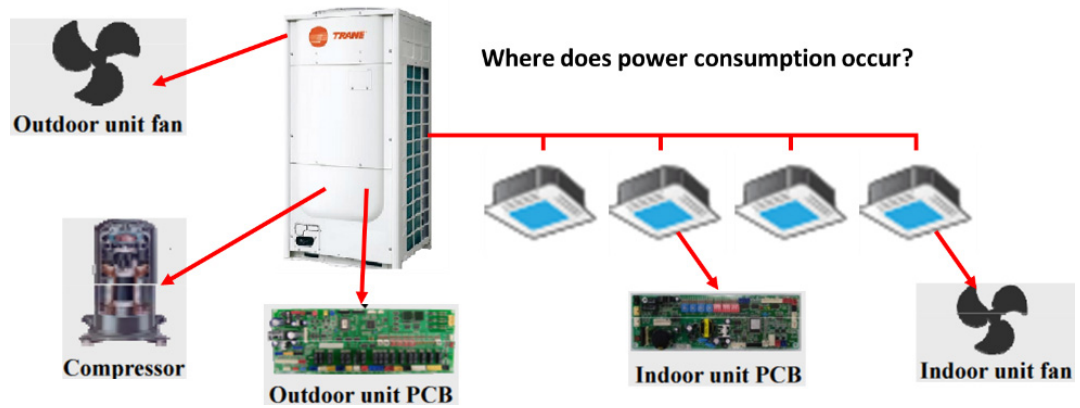 TRANE
Where does power consumption occur?
Outdoor unit fan
Compressor
Outdoor unit PCB
Indoor unit PCB
Indoor unit fan